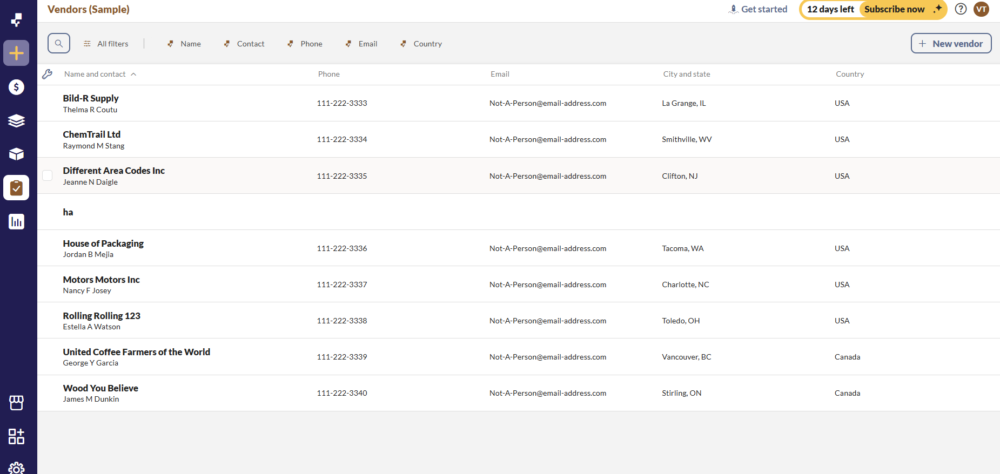 Vendors (Sample)
Get started
12 days left
Subscribe now
VT
All filters
Name
Contact
Phone
Email
Country
New vendor
Name and contact
Phone
Email
City and state
Country
Bild-R Supply
Thelma R Coutu
111-222-3333
Not-A-Person@email-address.com
La Grange, IL
USA
ChemTrail Ltd
Raymond M Stang
111-222-3334
Not-A-Person@email-address.com
Smithville, WV
USA
Different Area Codes Inc
Jeanne N Daigle
111-222-3335
Not-A-Person@email-address.com
Clifton, NJ
USA
ha
House of Packaging
Jordan B Mejia
111-222-3336
Not-A-Person@email-address.com
Tacoma, WA
USA
Motors Motors Inc
Nancy F Josey
111-222-3337
Not-A-Person@email-address.com
Charlotte, NC
USA
Rolling Rolling 123
Estella A Watson
111-222-3338
Not-A-Person@email-address.com
Toledo, OH
USA
United Coffee Farmers of the World
George Y Garcia
111-222-3339
Not-A-Person@email-address.com
Vancouver, BC
Canada
Wood You Believe
James M Dunkin
111-222-3340
Not-A-Person@email-address.com
Stirling, ON
Canada